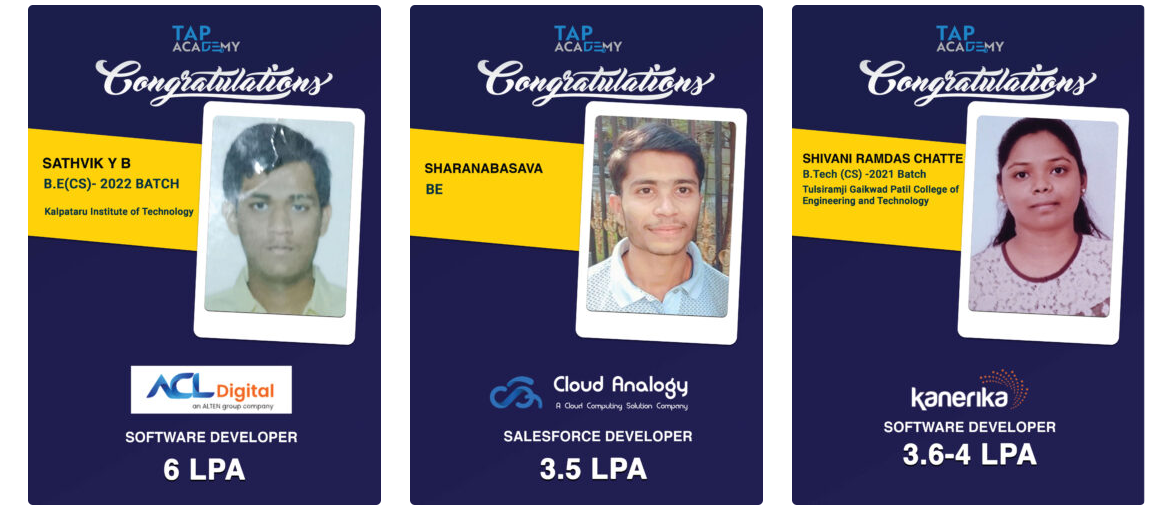 TAP
ACADEMY
Congratulations
SATHVIK Y B
B.E(CS)- 2022 BATCH
Kalpataru Institute of Technology
ACL Digital
an ALTEN group company
SOFTWARE DEVELOPER
6 LPA
TAP
ACADEMY
Congratulations
SHARANABASAVA
BE
Cloud Analogy
A Cloud Computing Solution Company
SALESFORCE DEVELOPER
3.5 LPA
TAP
ACADEMY
Congratulations
SHIVANI RAMDAS CHATTE
B.Tech (CS) -2021 Batch
Tulsiramji Gaikwad Patil College of
Engineering and Technology
kanerika
SOFTWARE DEVELOPER
3.6-4 LPA